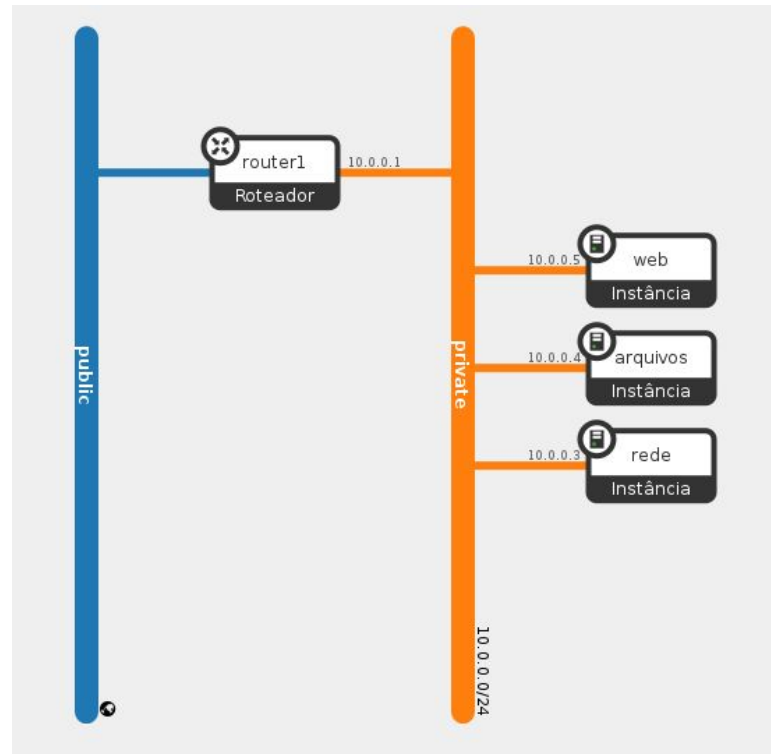 router1
Roteador
10.0.0.1
10.0.0.5
web
Instância
public
private
10.0.0.4
arquivos
Instância
10.0.0.3
rede
Instância
10.0.0.0/24